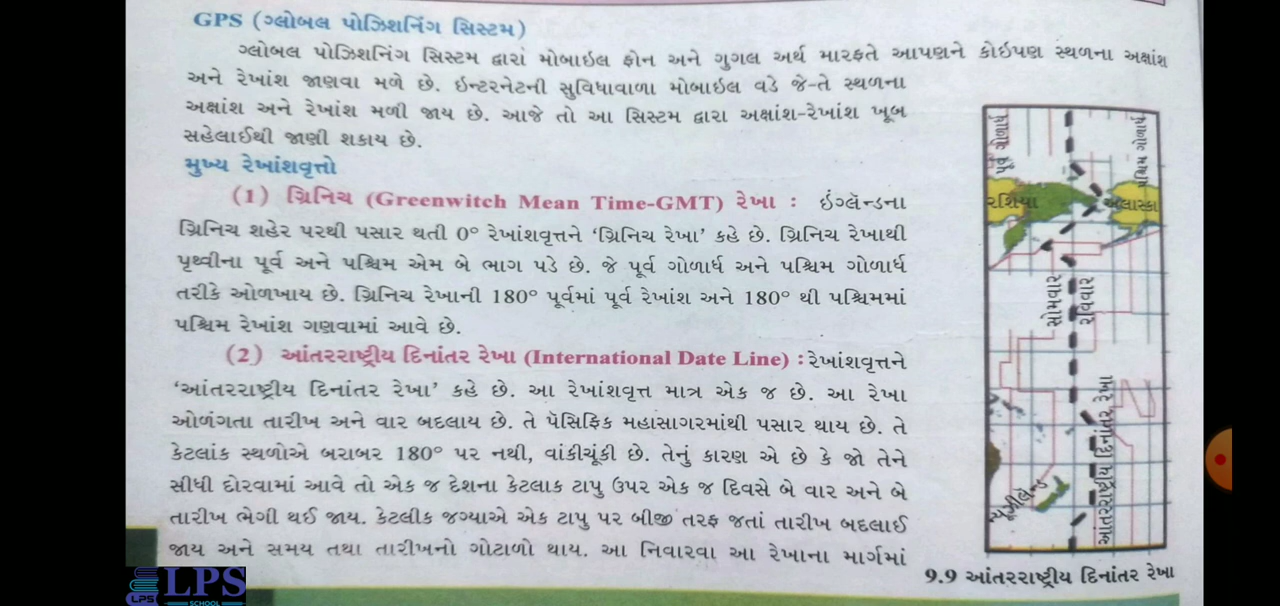 GPS (ગ્લોબલ પોઝિશનિંગ સિસ્ટમ)
ગ્લોબલ પોઝિશનિંગ સિસ્ટમ દ્વારા મોબાઇલ ફોન અને ગુગલ અર્થ મારફતે આપણને કોઇપણ સ્થળના અક્ષાંશ
અને રેખાંશ જાણવા મળે છે. ઇન્ટરનેટની સુવિધાવાળા મોબાઇલ વડે જે-તે સ્થળના
અક્ષાંશ અને રેખાંશ મળી જાય છે. આજે તો આ સિસ્ટમ દ્વારા અક્ષાંશ-રેખાંશ ખૂબ
સહેલાઈથી જાણી શકાય છે.
મુખ્ય રેખાંશવૃત્તો
(1) ગ્રિનિચ (Greenwitch Mean Time-GMT) રેખા : ઇંગ્લૅન્ડના
ગ્રિનિચ શહેર પરથી પસાર થતી 0° રેખાંશવૃત્તને ‘ગ્રિનિચ રેખા’ કહે છે. ગ્રિનિચ રેખાથી
પૃથ્વીના પૂર્વ અને પશ્ચિમ એમ બે ભાગ પડે છે. જે પૂર્વ ગોળાર્ધ અને પશ્ચિમ ગોળાર્ધ
તરીકે ઓળખાય છે. ગ્રિનિચ રેખાની 180° પૂર્વમાં પૂર્વ રેખાંશ અને 180° થી પશ્ચિમમાં
પશ્ચિમ રેખાંશ ગણવામાં આવે છે.
(2) આંતરરાષ્ટ્રીય દિનાંતર રેખા (International Date Line) : રેખાંશવૃત્તને
‘આંતરરાષ્ટ્રીય દિનાંતર રેખા’ કહે છે. આ રેખાંશવૃત્ત માત્ર એક જ છે. આ રેખા
ઓળંગતા તારીખ અને વાર બદલાય છે. તે પૅસિફિક મહાસાગરમાંથી પસાર થાય છે. તે
કેટલાંક સ્થળોએ બરાબર 180° પર નથી, વાંકીચૂંકી છે. તેનું કારણ એ છે કે જો તેને
સીધી દોરવામાં આવે તો એક જ દેશના કેટલાક ટાપુ ઉપર એક જ દિવસે બે વાર અને બે
તારીખ ભેગી થઈ જાય. કેટલીક જગ્યાએ એક ટાપુ પર બીજી તરફ જતાં તારીખ બદલાઈ
જાય અને સમય તથા તારીખનો ગોટાળો થાય. આ નિવારવા આ રેખાના માર્ગમાં
પૂર્વ ગોળાર્ધ
પશ્ચિમ ગોળાર્ધ
રશિયા
અલાસ્કા
સોમવાર
રવિવાર
ન્યૂઝીલૅન્ડ
આંતરરાષ્ટ્રીય દિનાંતર રેખા
9.9 આંતરરાષ્ટ્રીય દિનાંતર રેખા
LPS
LPS
SCHOOL